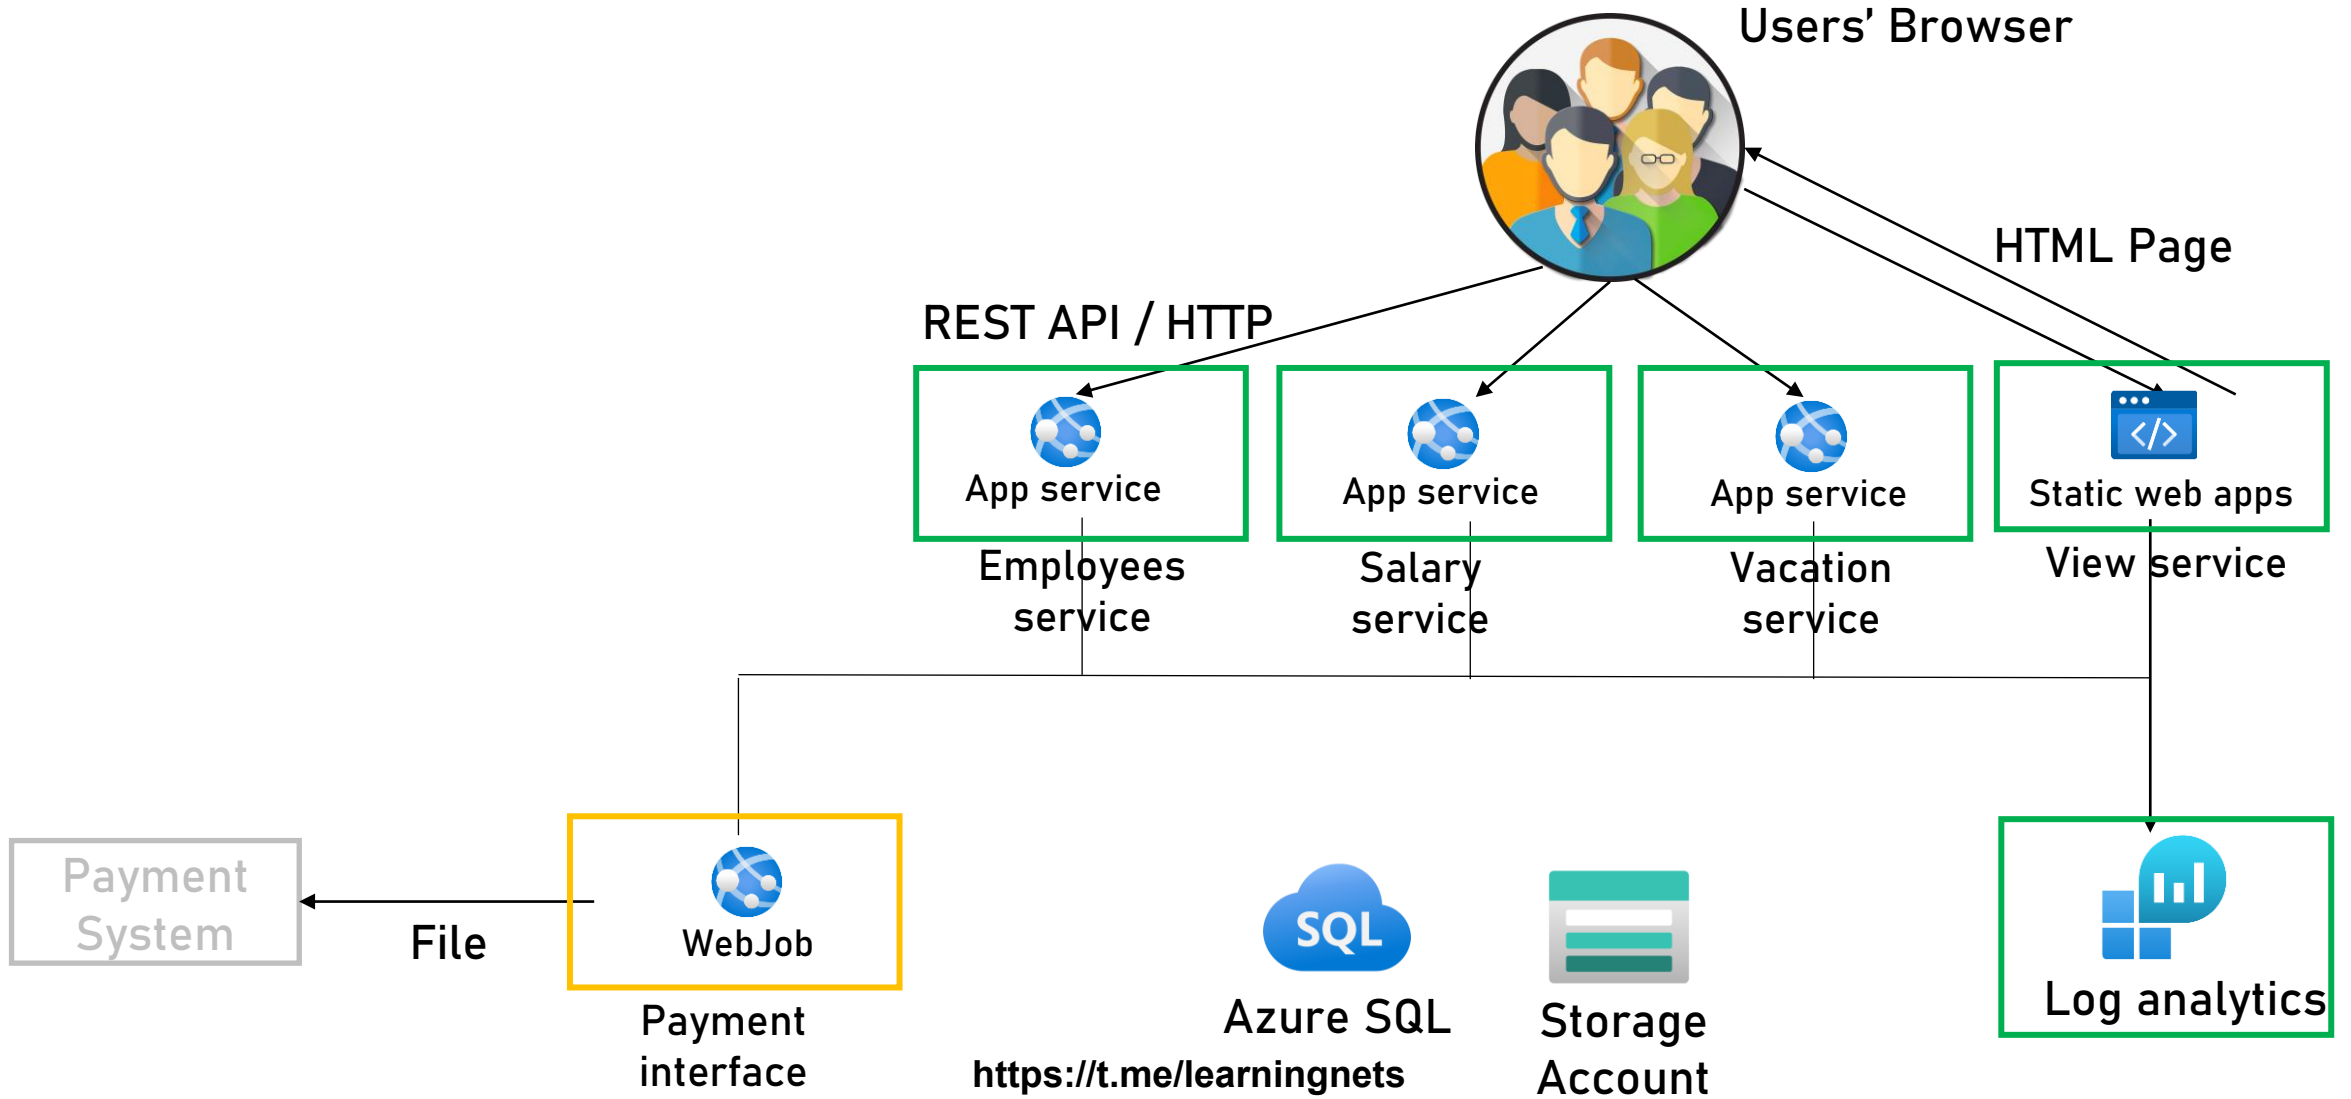 Users’ Browser
HTML Page
REST API / HTTP
App service
App service
App service
Static web apps
Employees
service
Salary
service
Vacation
service
View service
Payment
System
File
WebJob
Payment
interface
SQL
Azure SQL
Storage
Account
Log analytics
https://t.me/learningnets